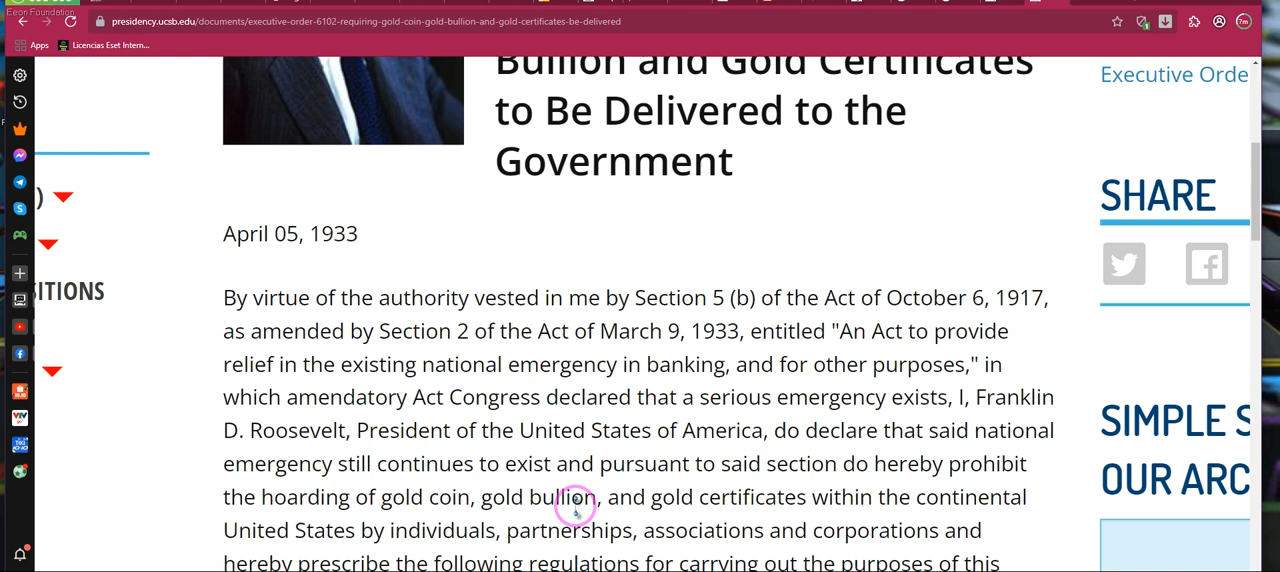 Eeon Foundation
presidency.ucsb.edu/documents/executive-order-6102-requiring-gold-coin-gold-bullion-and-gold-certificates-be-delivered
7m
Apps
Licencias Eset Intern...
Bullion and Gold Certificates
to Be Delivered to the
Government
Executive Orde
SHARE
)
ITIONS
April 05, 1933
By virtue of the authority vested in me by Section 5 (b) of the Act of October 6, 1917,
as amended by Section 2 of the Act of March 9, 1933, entitled "An Act to provide
relief in the existing national emergency in banking, and for other purposes," in
which amendatory Act Congress declared that a serious emergency exists, I, Franklin
D. Roosevelt, President of the United States of America, do declare that said national
emergency still continues to exist and pursuant to said section do hereby prohibit
the hoarding of gold coin, gold bullion, and gold certificates within the continental
United States by individuals, partnerships, associations and corporations and
hereby prescribe the following regulations for carrying out the purposes of this
SIMPLE S
OUR ARC
VTV
TIKI